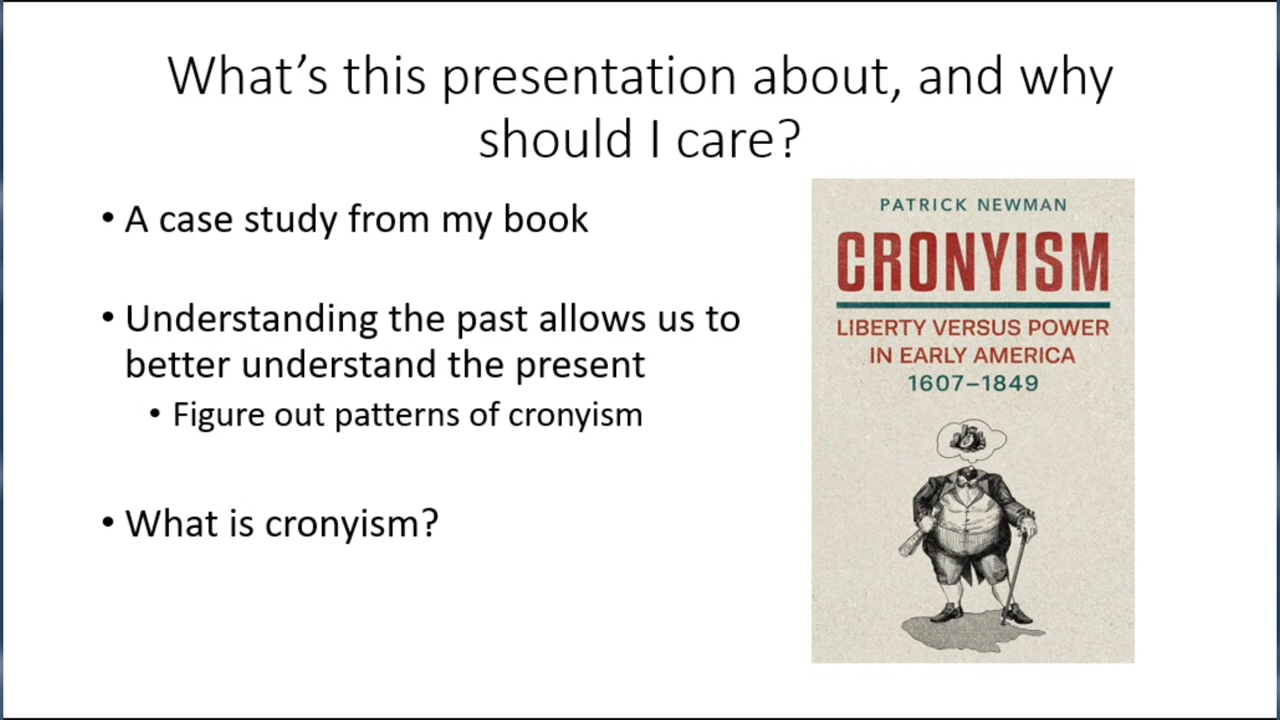 What’s this presentation about, and why
should I care?
• A case study from my book
• Understanding the past allows us to
better understand the present
• Figure out patterns of cronyism
• What is cronyism?
PATRICK NEWMAN
CRONYISM
LIBERTY VERSUS POWER
IN EARLY AMERICA
1607–1849